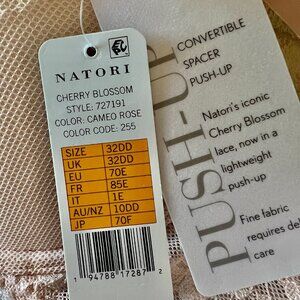 NATORI
CHERRY BLOSSOM
STYLE: 727191
COLOR: CAMEO ROSE
COLOR CODE: 255
SIZE 32DD
UK 32DD
EU 70E
FR 85E
IT 1E
AU/NZ 10DD
JP 70F
1 94788 17287 2
PUSH-UP
CONVERTIBLE
SPACER
PUSH-UP
Natori's iconic
Cherry Blossom
lace, now in a
lightweight
push-up
Fine fabric
requires del
care